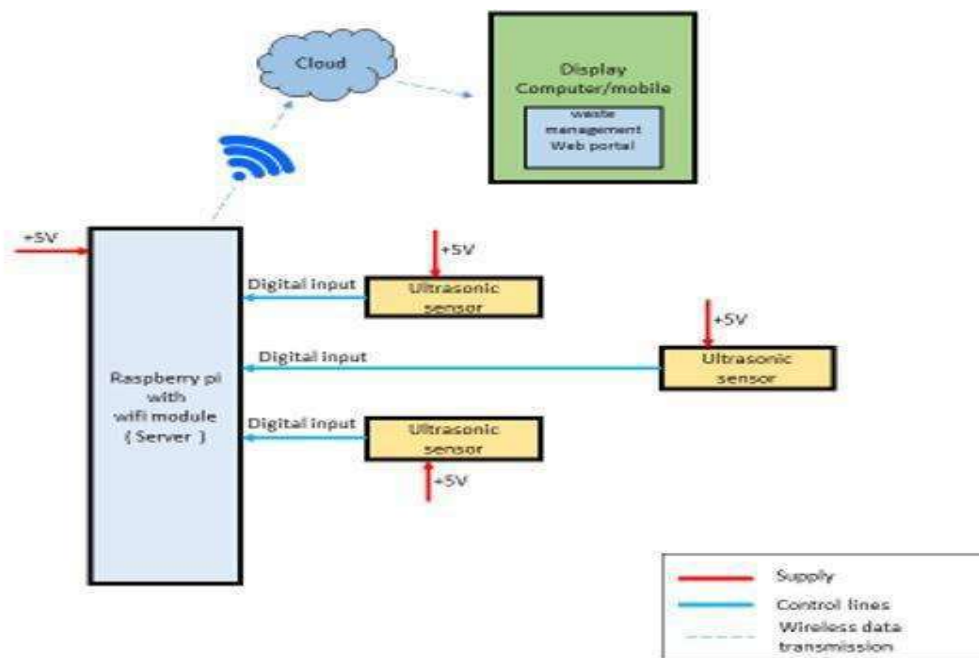 Cloud
Display
Computer/mobile
waste
management
Web portal
+5V
+5V
Digital input
Ultrasonic
sensor
+5V
Digital input
Ultrasonic
sensor
Raspberry pi
with
wifi module
( Server )
Digital input
Ultrasonic
sensor
+5V
Supply
Control lines
Wireless data
transmission